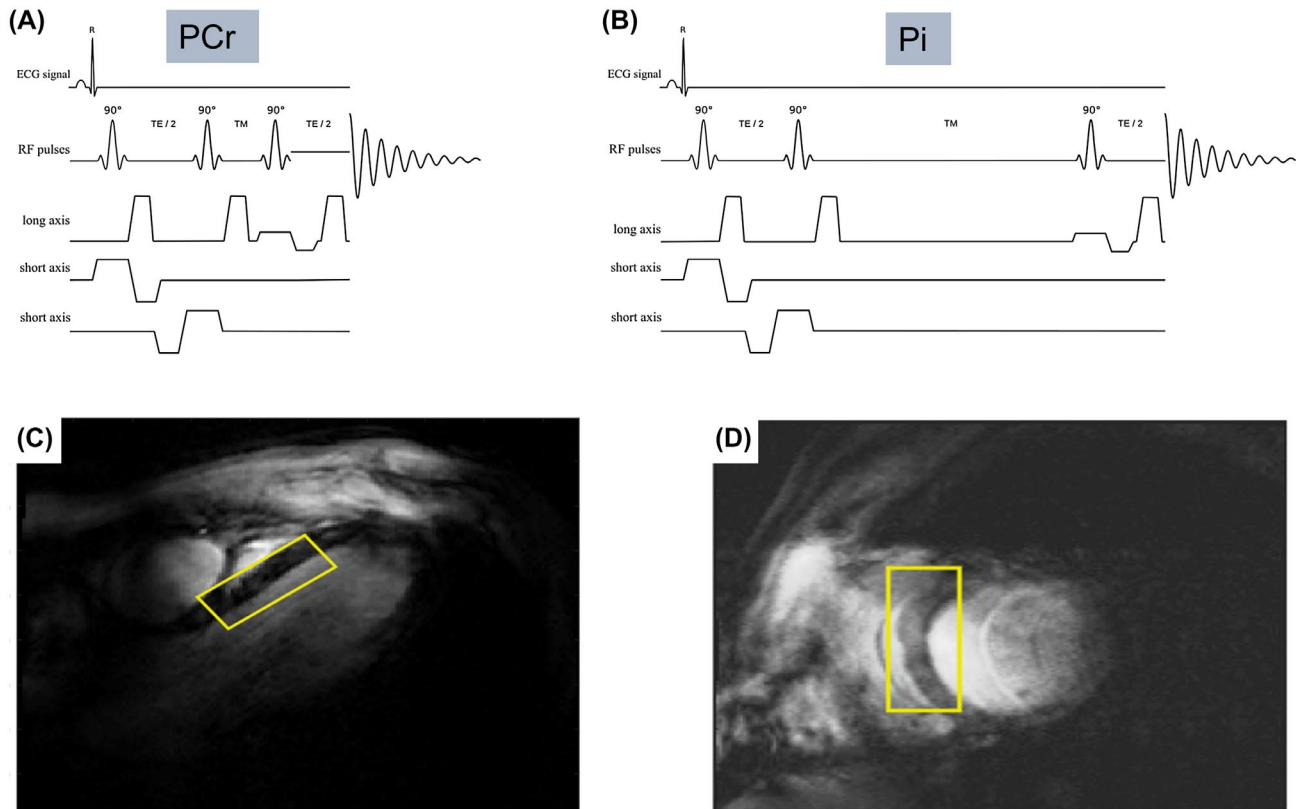 (A)
PCr
R
ECG signal
90° 90° 90°
TE / 2 TM TE / 2
RF pulses
long axis
short axis
short axis
(B)
Pi
R
ECG signal
90° 90° 90°
TE / 2 TM TE / 2
RF pulses
long axis
short axis
short axis
(C)
(D)